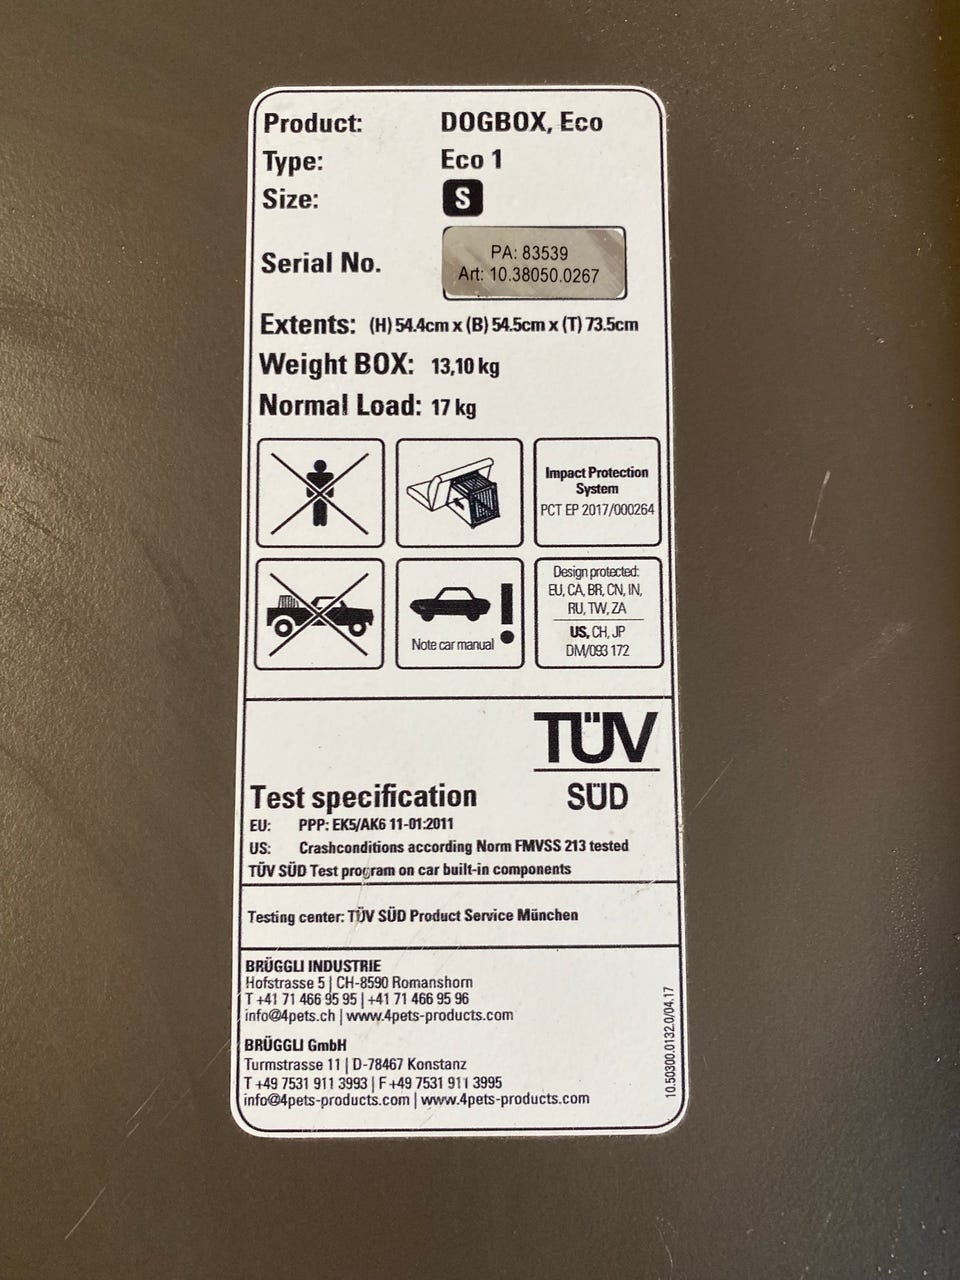 Product: DOGBOX, Eco
Type: Eco 1
Size: S
Serial No. PA: 83539
Art: 10.38050.0267
Extents: (H) 54.4cm x (B) 54.5cm x (T) 73.5cm
Weight BOX: 13,10 kg
Normal Load: 17 kg
Impact Protection
System
PCT EP 2017/000264
Note car manual
!
Design protected:
EU, CA, BR, CN, IN,
RU, TW, ZA
US, CH, JP
DM/093 172
TÜV
SÜD
Test specification
EU: PPP: EK5/AK6 11-01:2011
US: Crashconditions according Norm FMVSS 213 tested
TÜV SÜD Test program on car built-in components
Testing center: TÜV SÜD Product Service München
BRÜGGLI INDUSTRIE
Hofstrasse 5 | CH-8590 Romanshorn
T +41 71 466 95 95 | +41 71 466 95 96
info@4pets.ch | www.4pets-products.com
BRÜGGLI GmbH
Turmstrasse 11 | D-78467 Konstanz
T +49 7531 911 3993 | F +49 7531 911 3995
info@4pets-products.com | www.4pets-products.com
10.50300.0132.0/04.17